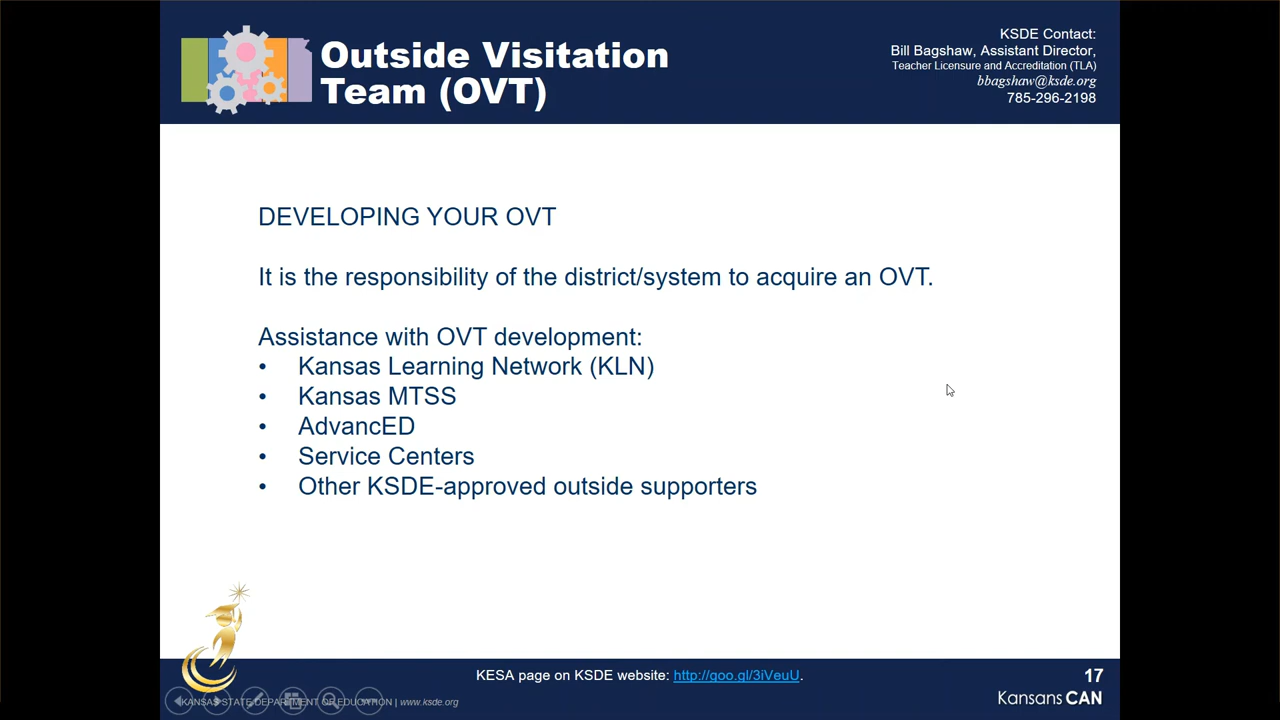 Outside Visitation
Team (OVT)
KSDE Contact:
Bill Bagshaw, Assistant Director,
Teacher Licensure and Accreditation (TLA)
bbagshaw@ksde.org
785-296-2198
DEVELOPING YOUR OVT
It is the responsibility of the district/system to acquire an OVT.
Assistance with OVT development:
• Kansas Learning Network (KLN)
• Kansas MTSS
• AdvancED
• Service Centers
• Other KSDE-approved outside supporters
KESA page on KSDE website: http://goo.gl/3iVeuU.
17
KANSAS STATE DEPARTMENT OF EDUCATION | www.ksde.org
KansansCAN